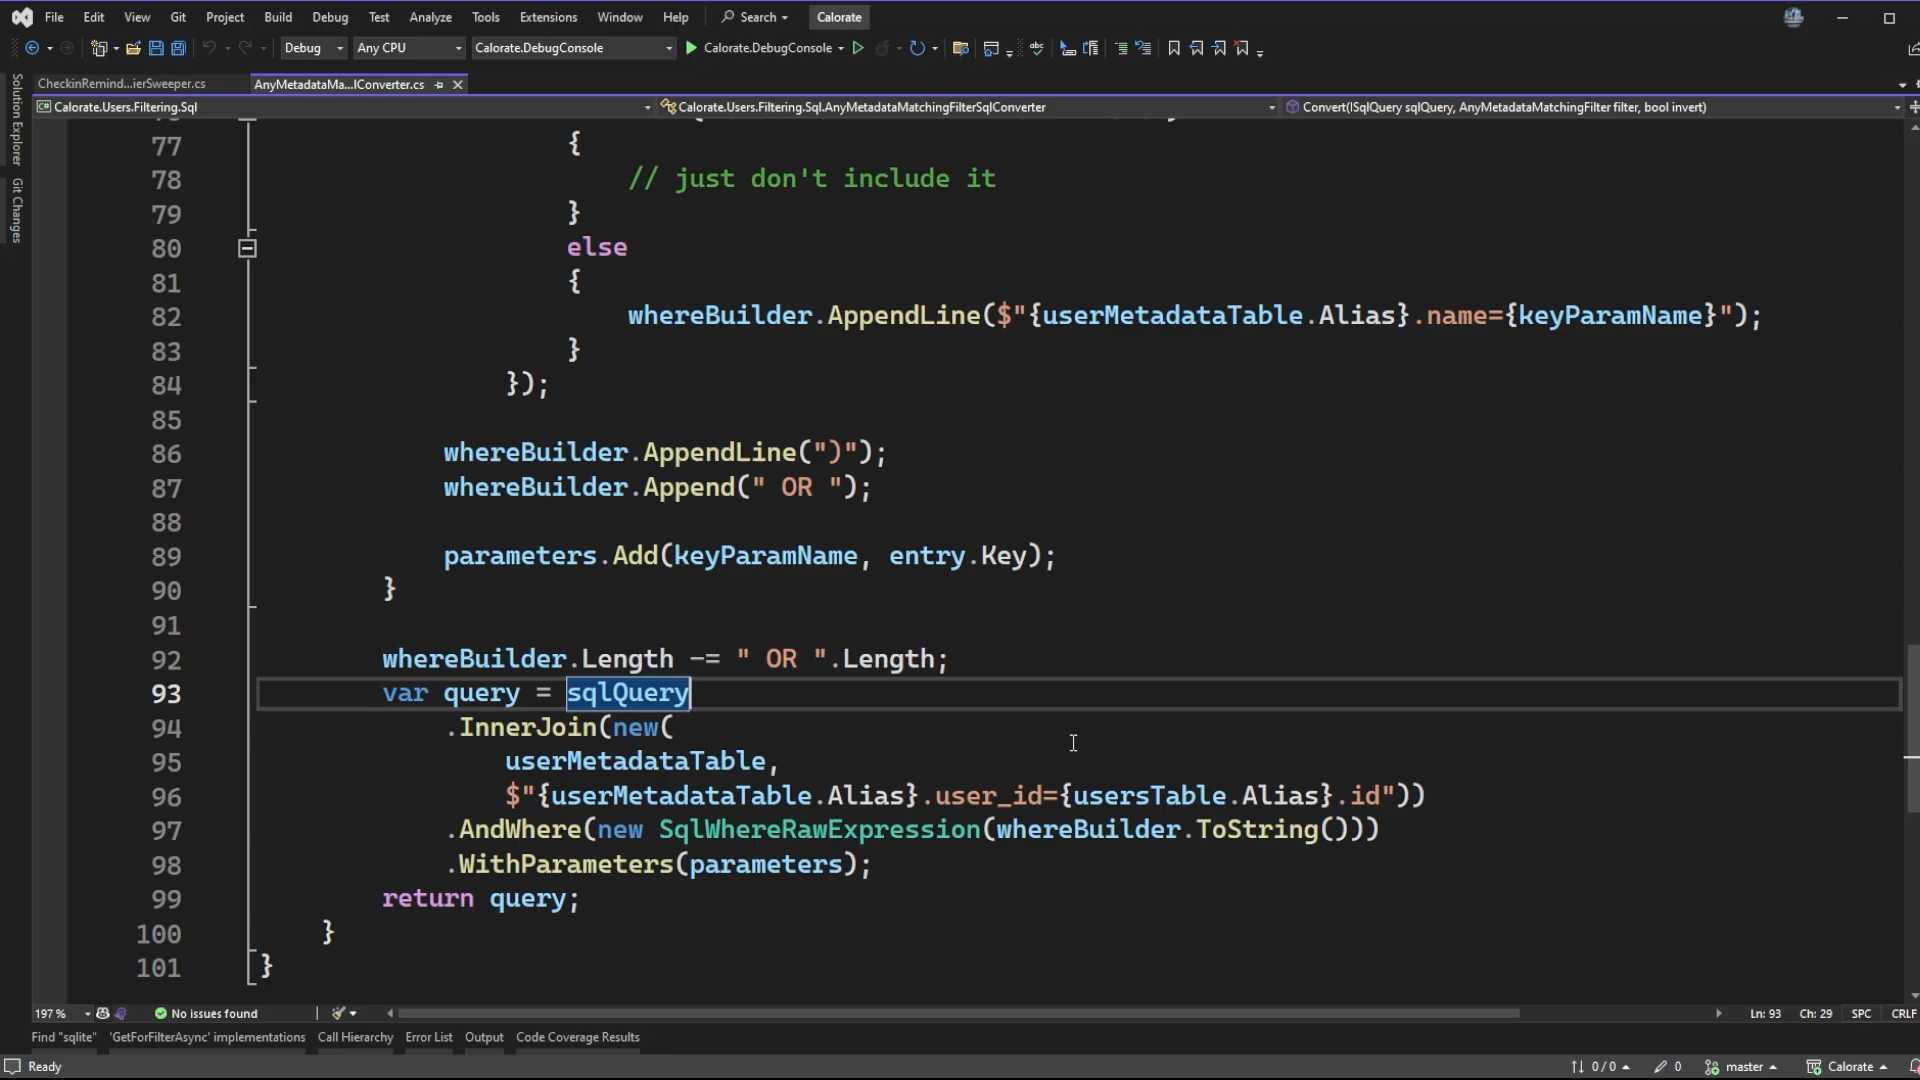 File Edit View Git Project Build Debug Test Analyze Tools Extensions Window Help Search Calorate
Debug Any CPU Calorate.DebugConsole Calorate.DebugConsole
CheckinRemind...ierSweeper.cs AnyMetadataMa...lConverter.cs
Calorate.Users.Filtering.Sql Calorate.Users.Filtering.Sql.AnyMetadataMatchingFilterSqlConverter Convert(ISqlQuery sqlQuery, AnyMetadataMatchingFilter filter, bool invert)
Solution Explorer
Git Changes
77 {
78 // just don't include it
79 }
80 else
81 {
82 whereBuilder.AppendLine($"{userMetadataTable.Alias}.name={keyParamName}");
83 }
84 });
85
86 whereBuilder.AppendLine(")");
87 whereBuilder.Append(" OR ");
88
89 parameters.Add(keyParamName, entry.Key);
90 }
91
92 whereBuilder.Length -= " OR ".Length;
93 var query = sqlQuery
94 .InnerJoin(new(
95 userMetadataTable,
96 $"{userMetadataTable.Alias}.user_id={usersTable.Alias}.id"))
97 .AndWhere(new SqlWhereRawExpression(whereBuilder.ToString()))
98 .WithParameters(parameters);
99 return query;
100 }
101 }
197 % No issues found Ln: 93 Ch: 29 SPC CRLF
Find "sqlite" 'GetForFilterAsync' implementations Call Hierarchy Error List Output Code Coverage Results
Ready 0 / 0 0 master Calorate